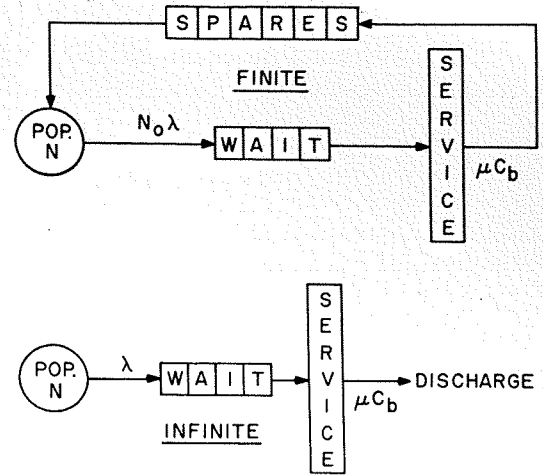 SPARES
FINITE
POP.
N
N₀λ
WAIT
SERVICE
μC_b
POP.
N
λ
WAIT
SERVICE
μC_b
DISCHARGE
INFINITE